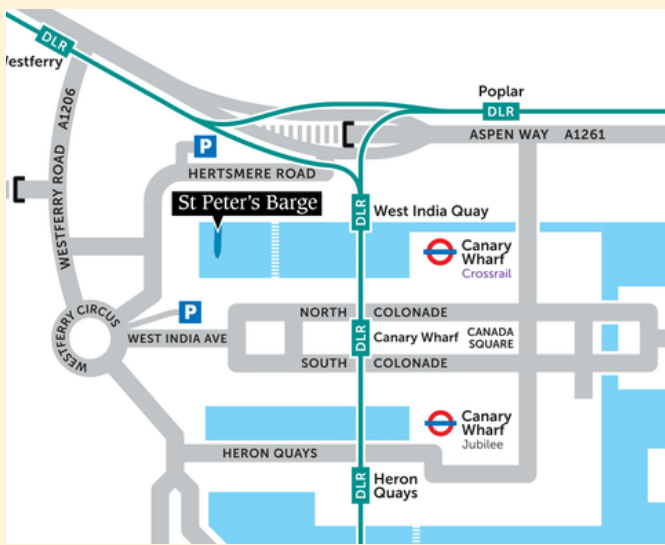 DLR
Westferry
WESTFERRY ROAD A1206
Poplar
DLR
ASPEN WAY A1261
P
HERTSMERE ROAD
St Peter's Barge
DLR
West India Quay
Canary
Wharf
Crossrail
P
WESTFERRY CIRCUS
WEST INDIA AVE
NORTH COLONADE
DLR
Canary Wharf
CANADA
SQUARE
SOUTH COLONADE
Canary
Wharf
Jubilee
HERON QUAYS
DLR
Heron
Quays